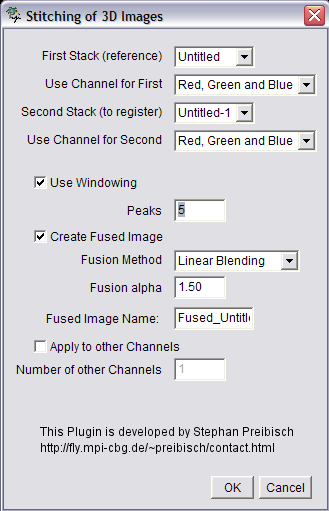 Stitching of 3D Images
First Stack (reference) Untitled
Use Channel for First Red, Green and Blue
Second Stack (to register) Untitled-1
Use Channel for Second Red, Green and Blue
Use Windowing
Peaks 5
Create Fused Image
Fusion Method Linear Blending
Fusion alpha 1.50
Fused Image Name: Fused_Untitl
Apply to other Channels
Number of other Channels 1
This Plugin is developed by Stephan Preibisch
http://fly.mpi-cbg.de/~preibisch/contact.html
OK Cancel